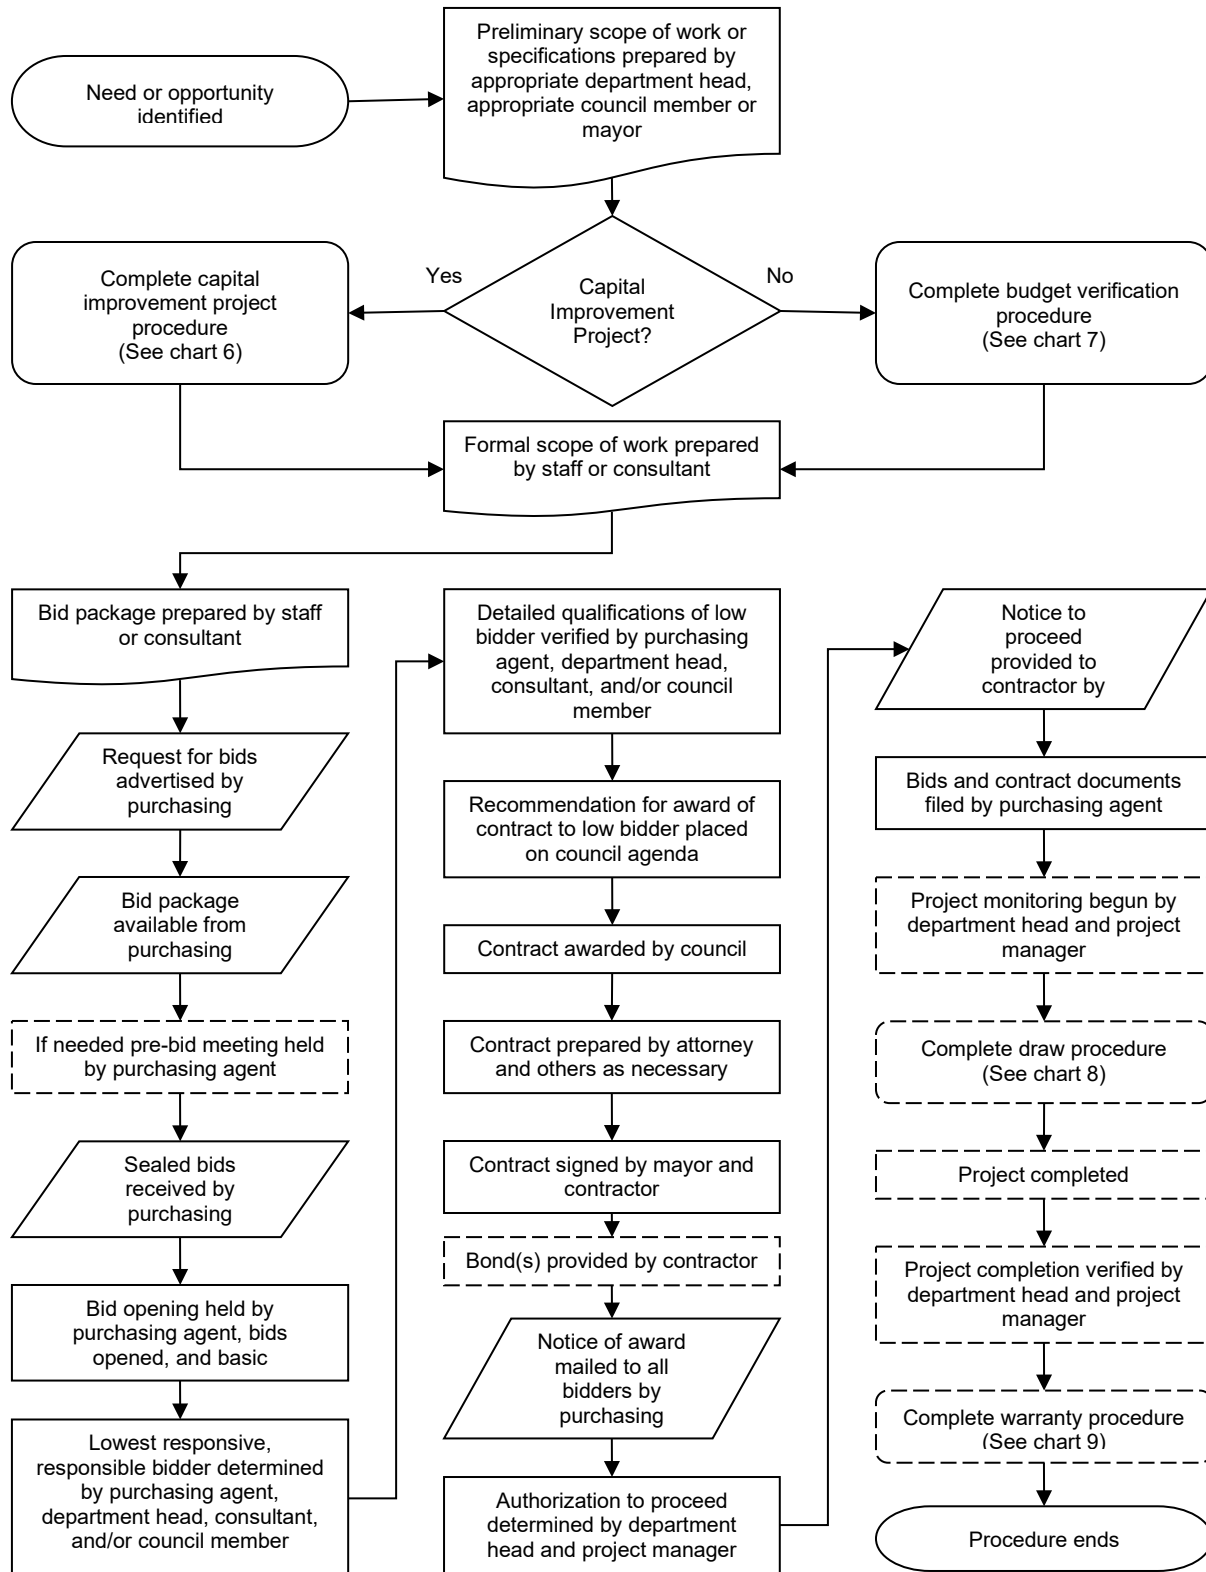 Need or opportunity
identified
Preliminary scope of work or
specifications prepared by
appropriate department head,
appropriate council member or
mayor
Capital
Improvement
Project?
Yes
No
Complete capital
improvement project
procedure
(See chart 6)
Complete budget verification
procedure
(See chart 7)
Formal scope of work prepared
by staff or consultant
Bid package prepared by staff
or consultant
Request for bids
advertised by
purchasing
Bid package
available from
purchasing
If needed pre-bid meeting held
by purchasing agent
Sealed bids
received by
purchasing
Bid opening held by
purchasing agent, bids
opened, and basic
Lowest responsive,
responsible bidder determined
by purchasing agent,
department head, consultant,
and/or council member
Detailed qualifications of low
bidder verified by purchasing
agent, department head,
consultant, and/or council
member
Recommendation for award of
contract to low bidder placed
on council agenda
Contract awarded by council
Contract prepared by attorney
and others as necessary
Contract signed by mayor and
contractor
Bond(s) provided by contractor
Notice of award
mailed to all
bidders by
purchasing
Authorization to proceed
determined by department
head and project manager
Notice to
proceed
provided to
contractor by
Bids and contract documents
filed by purchasing agent
Project monitoring begun by
department head and project
manager
Complete draw procedure
(See chart 8)
Project completed
Project completion verified by
department head and project
manager
Complete warranty procedure
(See chart 9)
Procedure ends